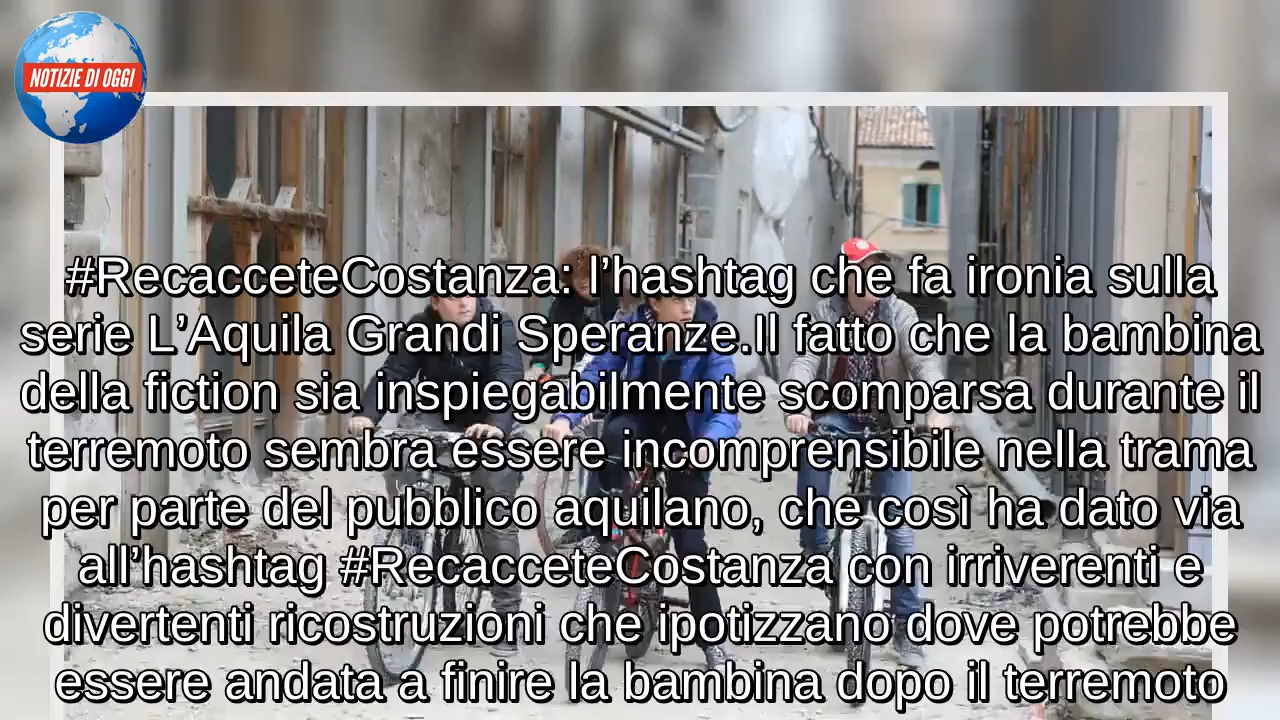 NOTIZIE DI OGGI
#RecacceteCostanza: l’hashtag che fa ironia sulla
serie L’Aquila Grandi Speranze.Il fatto che la bambina
della fiction sia inspiegabilmente scomparsa durante il
terremoto sembra essere incomprensibile nella trama
per parte del pubblico aquilano, che così ha dato via
all’hashtag #RecacceteCostanza con irriverenti e
divertenti ricostruzioni che ipotizzano dove potrebbe
essere andata a finire la bambina dopo il terremoto